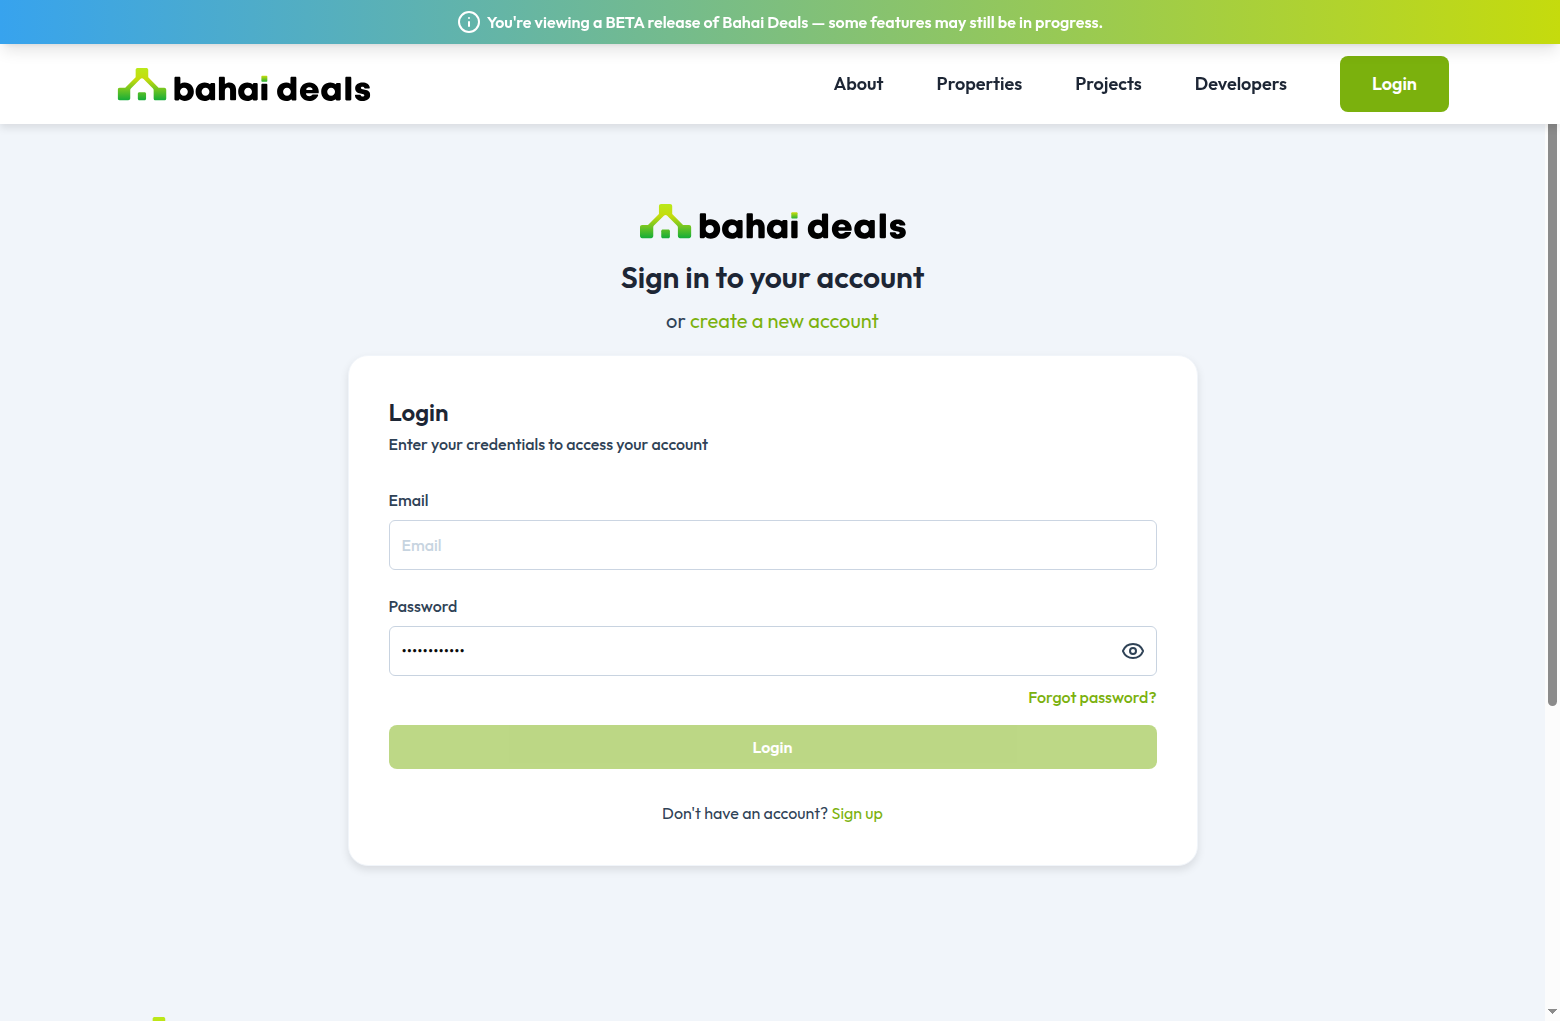 You're viewing a BETA release of Bahai Deals — some features may still be in progress.
bahai deals
About
Properties
Projects
Developers
Login
bahai deals
Sign in to your account
or create a new account
Login
Enter your credentials to access your account
Email
Email
Password
••••••••••••
Forgot password?
Login
Don't have an account? Sign up